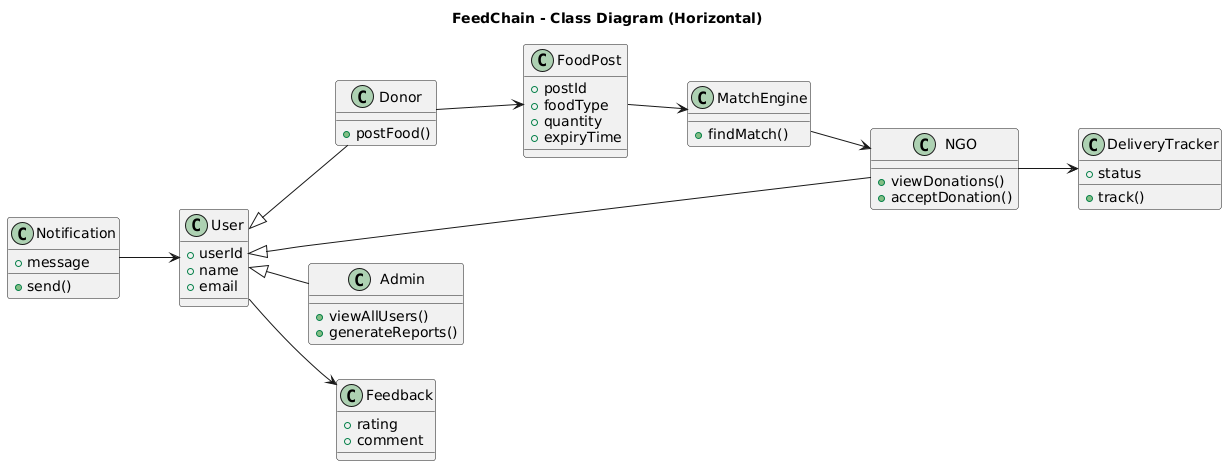 FeedChain - Class Diagram (Horizontal)
C FoodPost
+ postId
+ foodType
+ quantity
+ expiryTime
C Donor
+ postFood()
C MatchEngine
+ findMatch()
C NGO
+ viewDonations()
+ acceptDonation()
C DeliveryTracker
+ status
+ track()
C Notification
+ message
+ send()
C User
+ userId
+ name
+ email
C Admin
+ viewAllUsers()
+ generateReports()
C Feedback
+ rating
+ comment